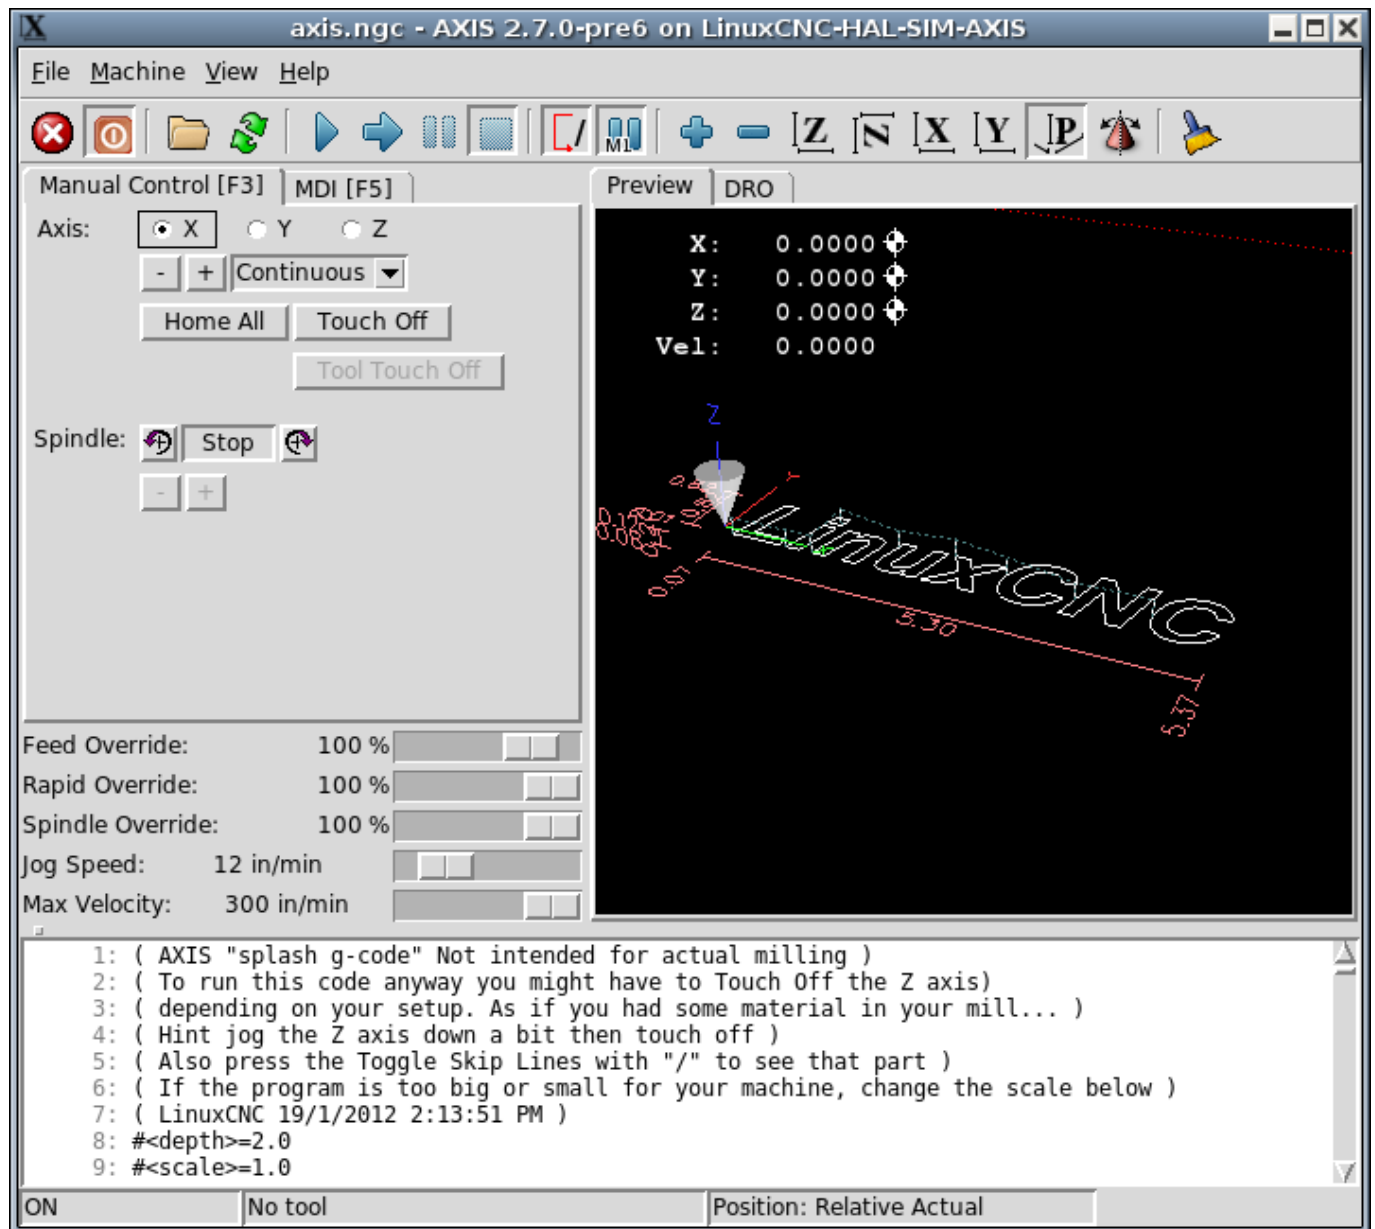 axis.ngc - AXIS 2.7.0-pre6 on LinuxCNC-HAL-SIM-AXIS
File Machine View Help
M1 Z N X Y P
Manual Control [F3] MDI [F5]
Axis: X Y Z
- + Continuous
Home All Touch Off
Tool Touch Off
Spindle: Stop
- +
Feed Override: 100 %
Rapid Override: 100 %
Spindle Override: 100 %
Jog Speed: 12 in/min
Max Velocity: 300 in/min
Preview DRO
X: 0.0000
Y: 0.0000
Z: 0.0000
Vel: 0.0000
Z
Y
LinuxCNC
0.07
5.30
5.37
1: ( AXIS "splash g-code" Not intended for actual milling )
2: ( To run this code anyway you might have to Touch Off the Z axis)
3: ( depending on your setup. As if you had some material in your mill... )
4: ( Hint jog the Z axis down a bit then touch off )
5: ( Also press the Toggle Skip Lines with "/" to see that part )
6: ( If the program is too big or small for your machine, change the scale below )
7: ( LinuxCNC 19/1/2012 2:13:51 PM )
8: #<depth>=2.0
9: #<scale>=1.0
ON No tool Position: Relative Actual